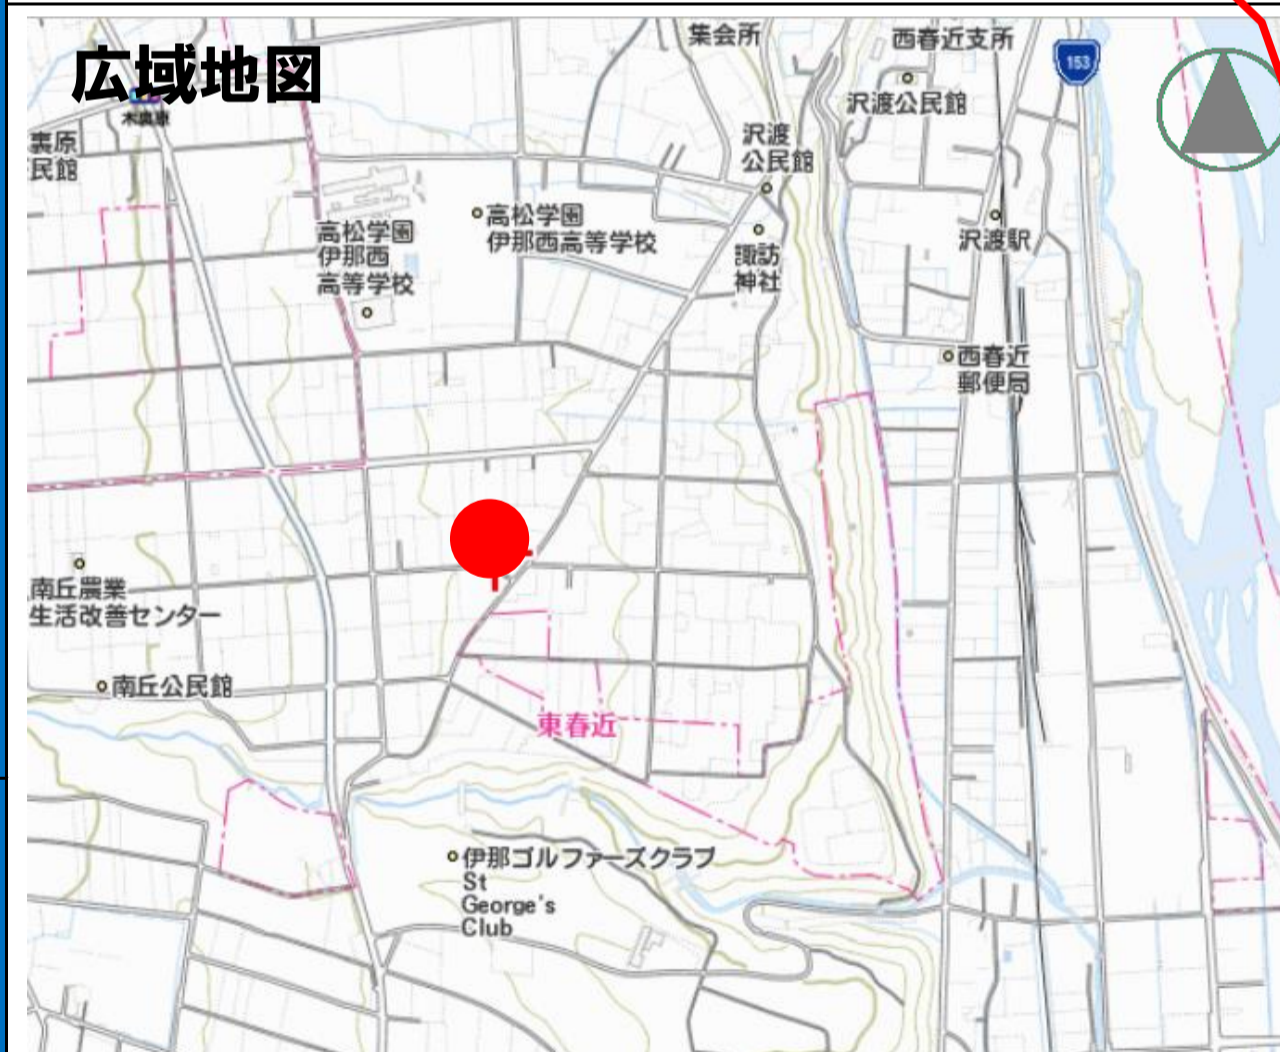 広域地図
木裏原
裏原
民館
集会所
西春近支所
153
沢渡公民館
沢渡
公民館
高松学園
伊那西
高等学校
高松学園
伊那西高等学校
諏訪
神社
沢渡駅
西春近
郵便局
南丘農業
生活改善センター
南丘公民館
東春近
伊那ゴルファーズクラブ
St
George's
Club